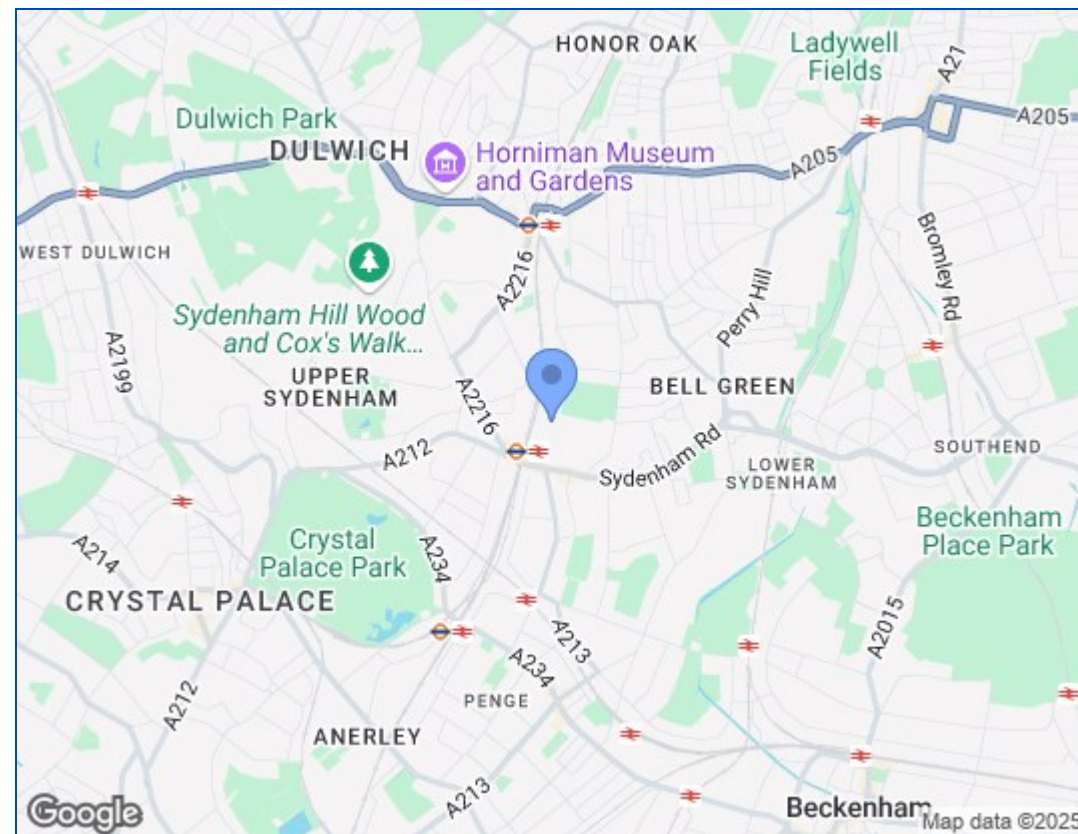 HONOR OAK
Ladywell
Fields
A21
Dulwich Park
DULWICH
Horniman Museum
and Gardens
A205
A205
WEST DULWICH
A2216
Bromley Rd
Sydenham Hill Wood
and Cox's Walk...
Perry Hill
A2199
UPPER
SYDENHAM
A2216
BELL GREEN
A212
Sydenham Rd
SOUTHEND
LOWER
SYDENHAM
Crystal
Palace Park
A234
Beckenham
Place Park
A214
CRYSTAL PALACE
A213
A2015
A234
A212
PENGE
ANERLEY
A213
Beckenham
Google
Map data ©2025